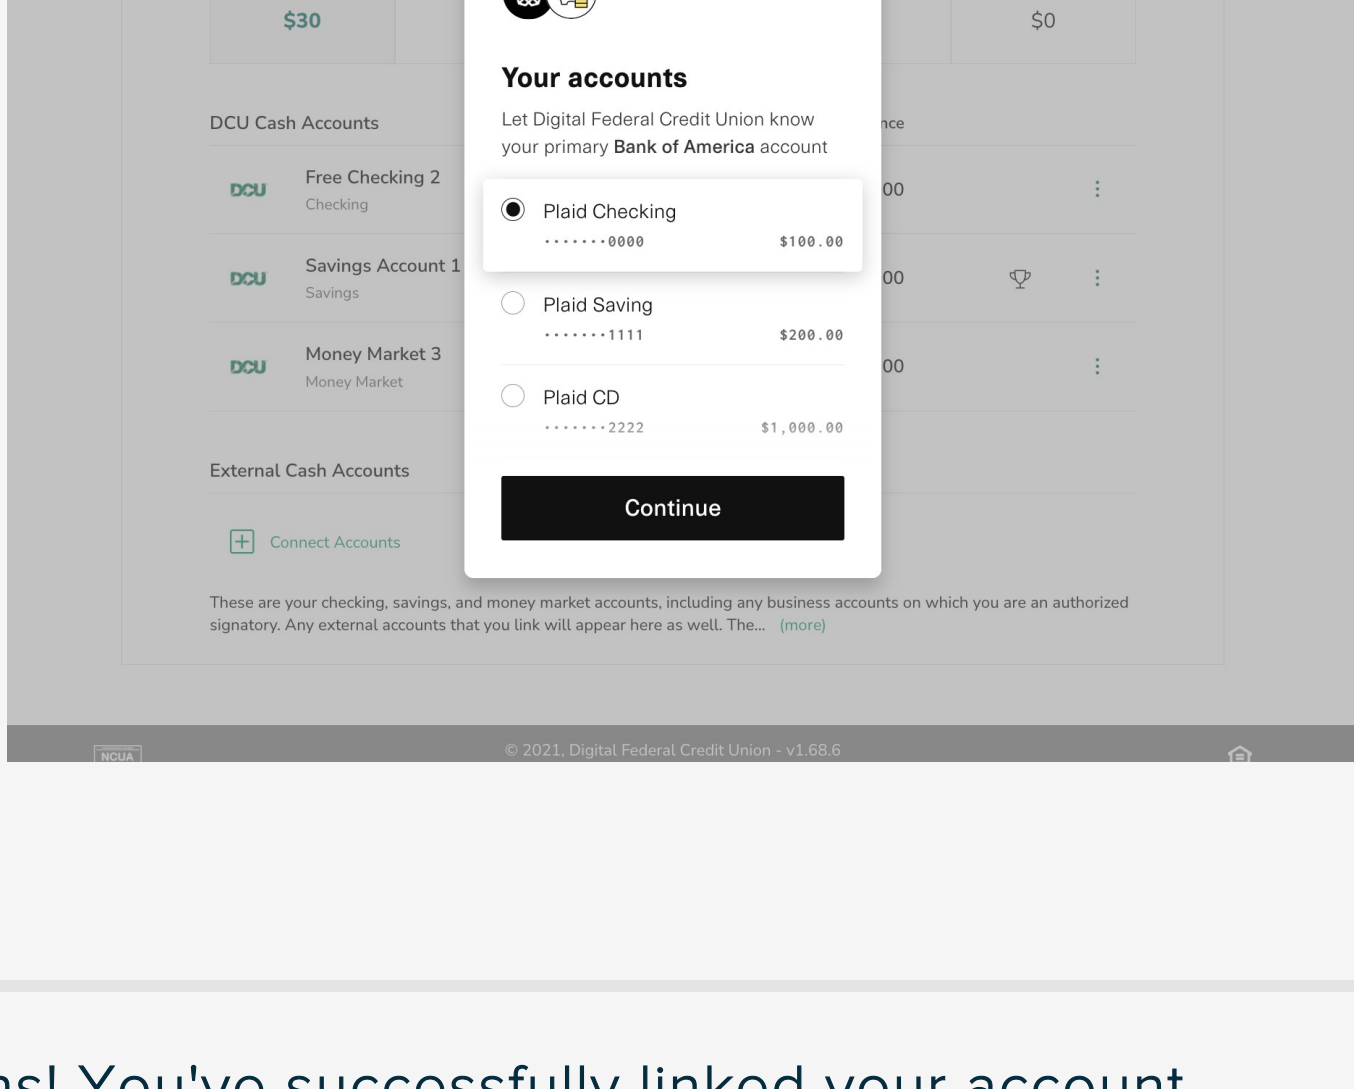 $30
$0
Your accounts
Let Digital Federal Credit Union know
your primary Bank of America account
DCU Cash Accounts
DCU
Free Checking 2
Checking
00
Plaid Checking
·······0000 $100.00
DCU
Savings Account 1
Savings
00
Plaid Saving
·······1111 $200.00
DCU
Money Market 3
Money Market
00
Plaid CD
·······2222 $1,000.00
Continue
External Cash Accounts
Connect Accounts
These are your checking, savings, and money market accounts, including any business accounts on which you are an authorized
signatory. Any external accounts that you link will appear here as well. The... (more)
NCUA
© 2021, Digital Federal Credit Union - v1.68.6
You've successfully linked your account